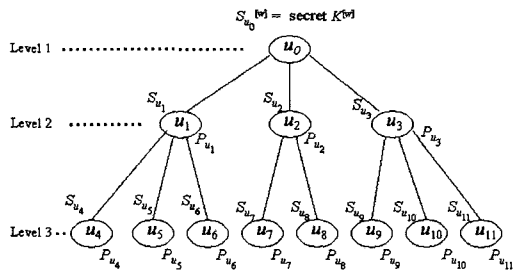 S_{u_0}^{[w]} = secret K^{[w]}
Level 1 u_0
S_{u_1} S_{u_2} S_{u_3}
Level 2 u_1 u_2 u_3
P_{u_1} P_{u_2} P_{u_3}
S_{u_4} S_{u_5} S_{u_6} S_{u_7} S_{u_8} S_{u_9} S_{u_10} S_{u_11}
Level 3 u_4 u_5 u_6 u_7 u_8 u_9 u_10 u_11
P_{u_4} P_{u_5} P_{u_6} P_{u_7} P_{u_8} P_{u_9} P_{u_10} P_{u_11}